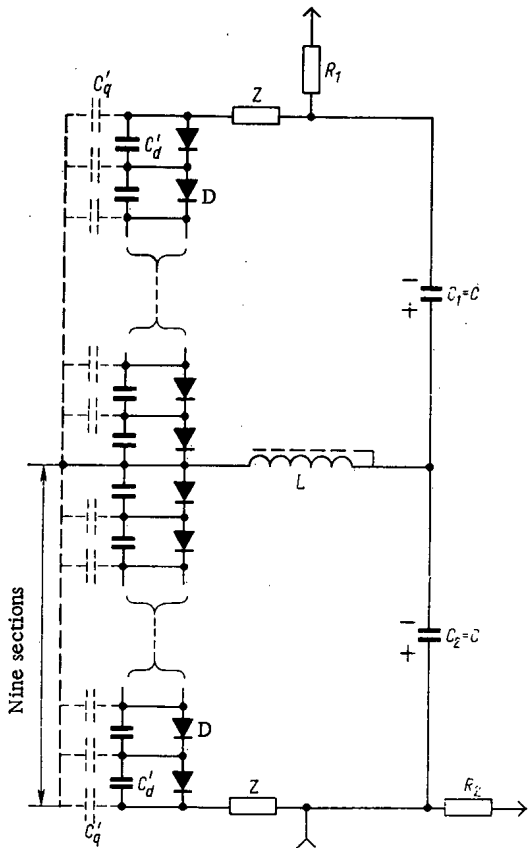 R₁
C'q
Z
C'd
D
C₁=C
L
C₂=C
Nine sections
D
C'd
Z
R₂
C'q